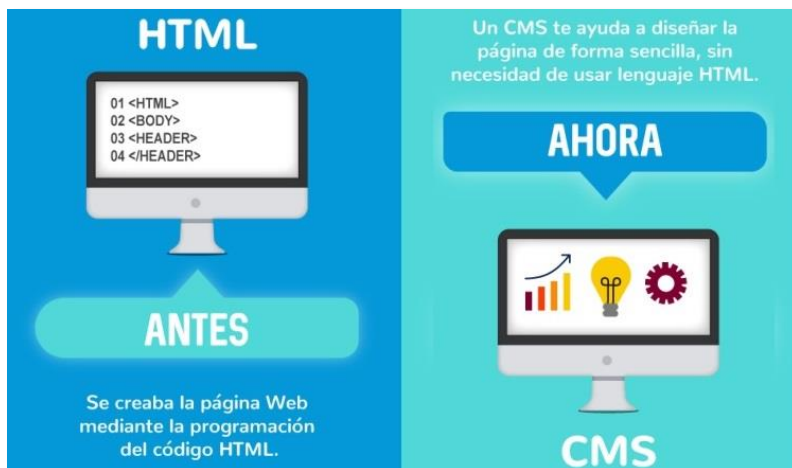 HTML
01 <HTML>
02 <BODY>
03 <HEADER>
04 </HEADER>
ANTES
Se creaba la página Web
mediante la programación
del código HTML.
Un CMS te ayuda a diseñar la
página de forma sencilla, sin
necesidad de usar lenguaje HTML.
AHORA
CMS